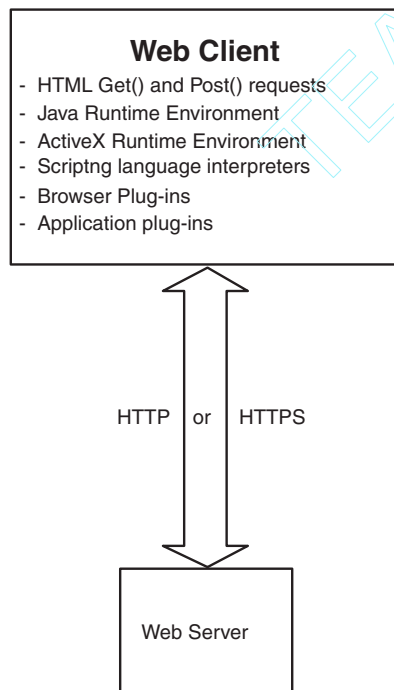 Web Client
- HTML Get() and Post() requests
- Java Runtime Environment
- ActiveX Runtime Environment
- Scriptng language interpreters
- Browser Plug-ins
- Application plug-ins
HTTP or HTTPS
Web Server
TEA